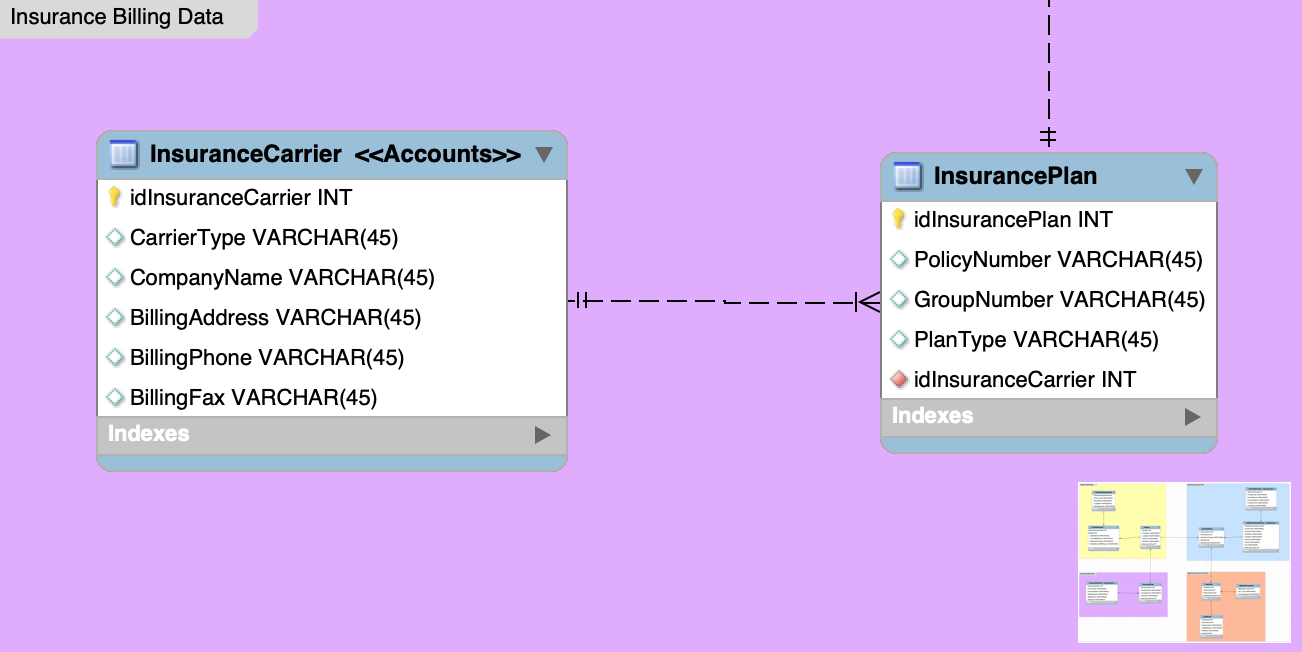 Insurance Billing Data
InsuranceCarrier <<Accounts>>
idInsuranceCarrier INT
CarrierType VARCHAR(45)
CompanyName VARCHAR(45)
BillingAddress VARCHAR(45)
BillingPhone VARCHAR(45)
BillingFax VARCHAR(45)
Indexes
InsurancePlan
idInsurancePlan INT
PolicyNumber VARCHAR(45)
GroupNumber VARCHAR(45)
PlanType VARCHAR(45)
idInsuranceCarrier INT
Indexes